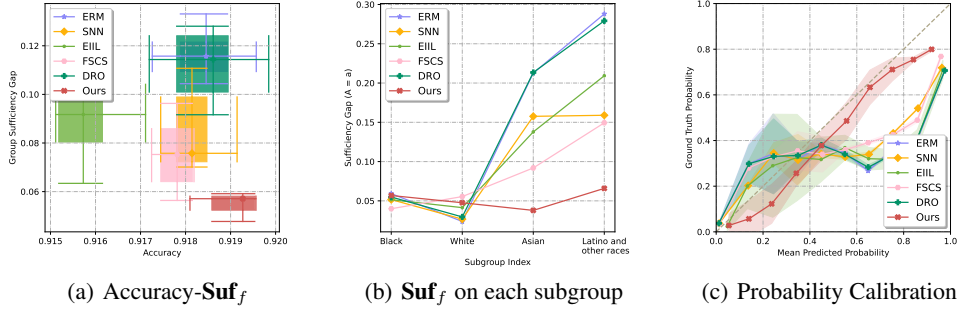 ERM
SNN
EIIL
FSCS
DRO
Ours
Group Sufficiency Gap
0.12
0.10
0.08
0.06
0.915 0.916 0.917 0.918 0.919 0.920
Accuracy
(a) Accuracy-Suf_f
ERM
SNN
EIIL
FSCS
DRO
Ours
Sufficiency Gap (A = a)
0.30
0.25
0.20
0.15
0.10
0.05
Black White Asian Latino and
other races
Subgroup Index
(b) Suf_f on each subgroup
Ground Truth Probability
1.0
0.8
0.6
0.4
0.2
0.0
ERM
SNN
EIIL
FSCS
DRO
Ours
0.0 0.2 0.4 0.6 0.8 1.0
Mean Predicted Probability
(c) Probability Calibration